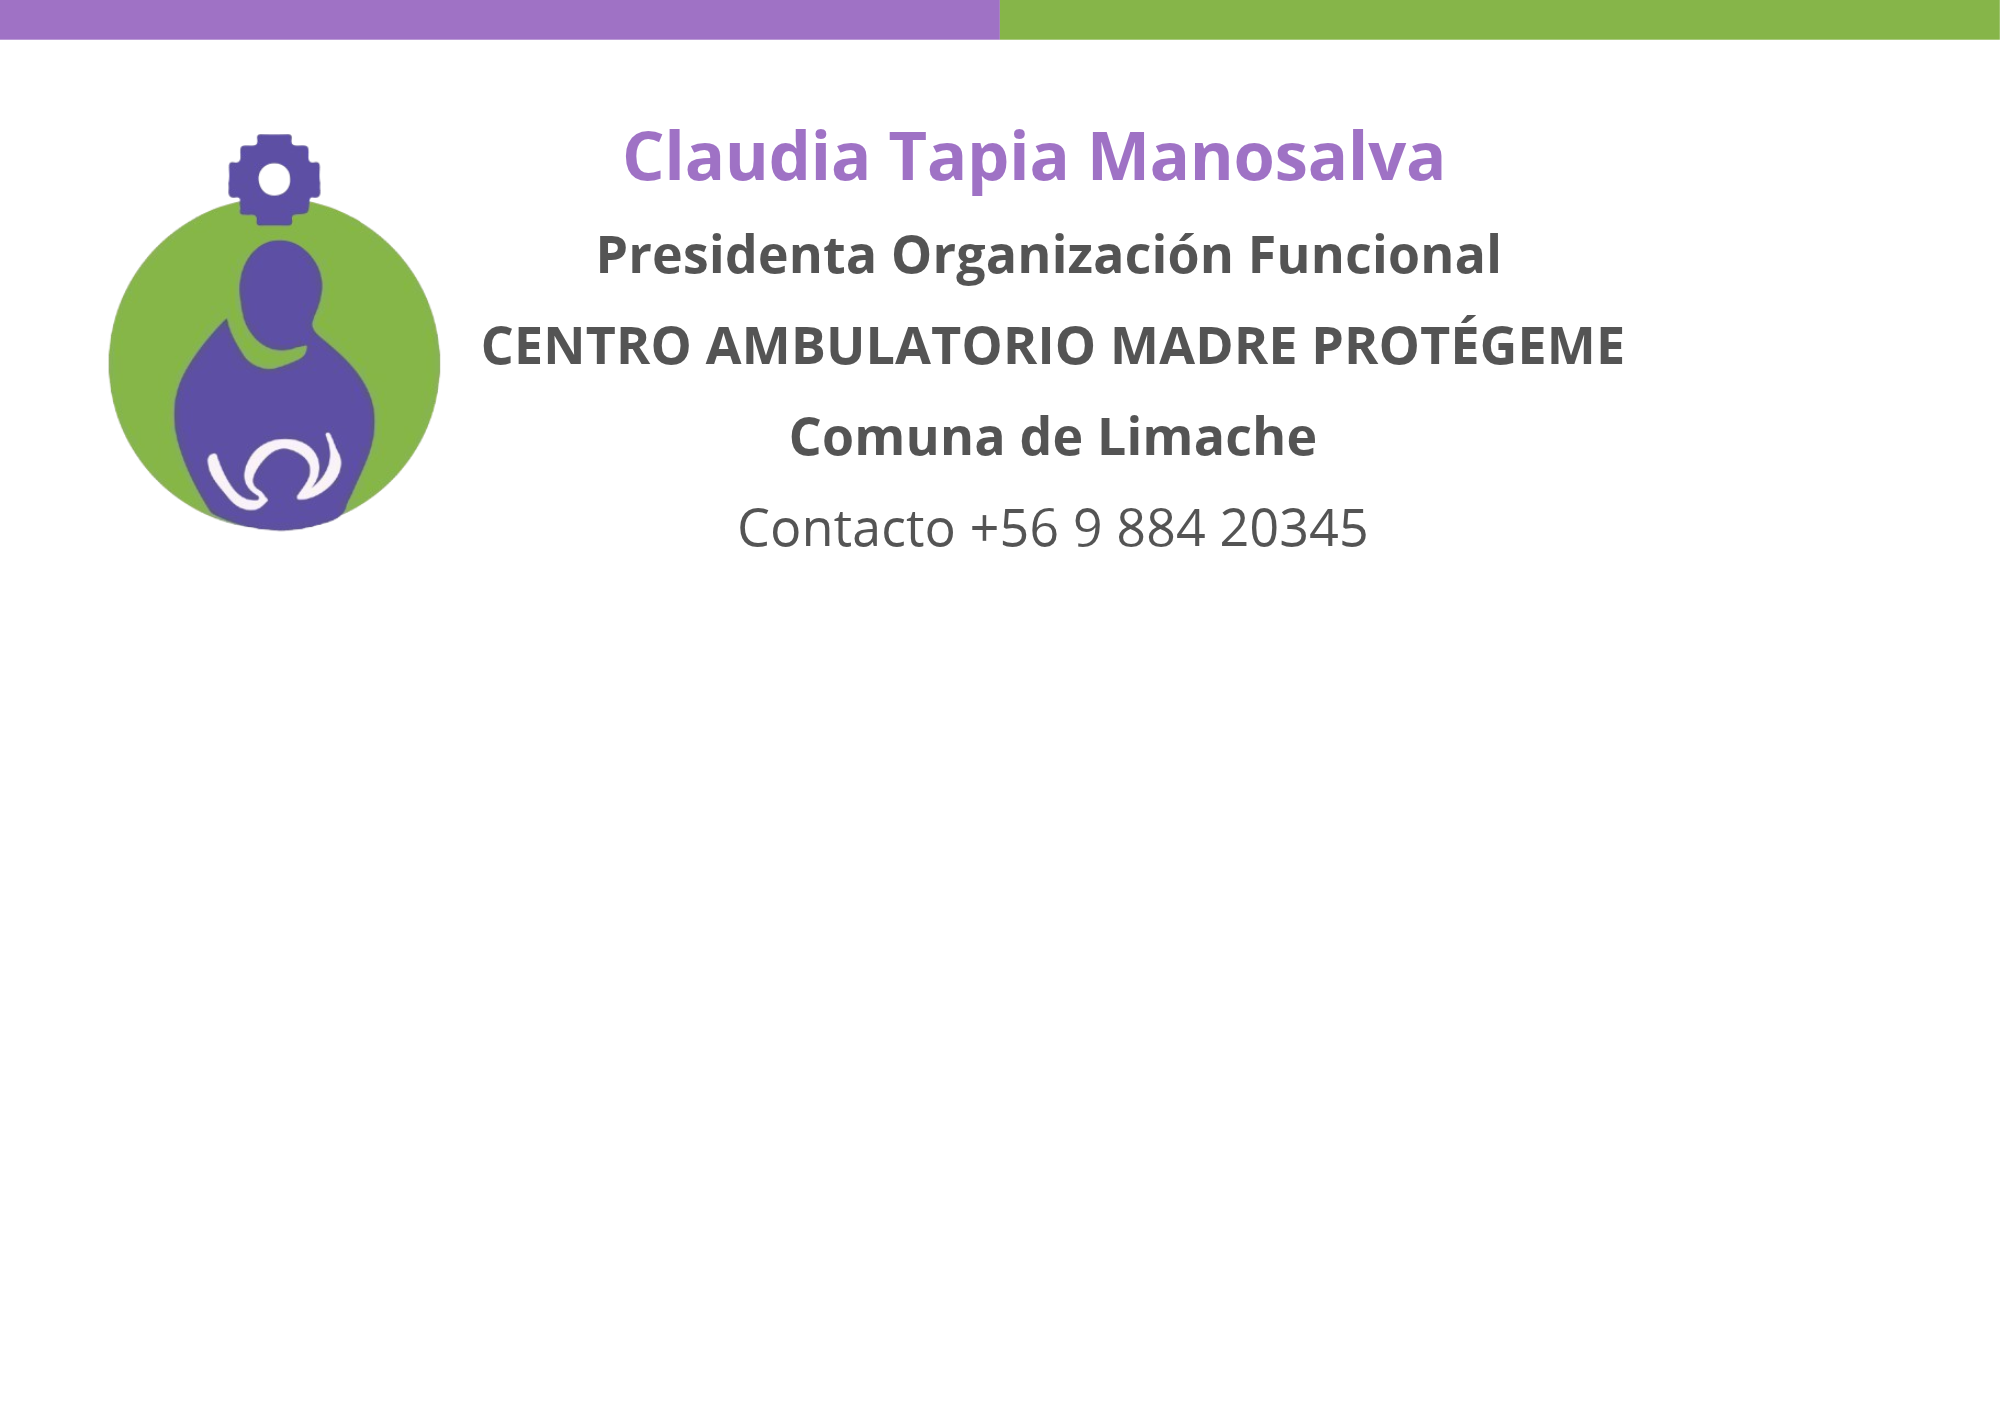 Claudia Tapia Manosalva
Presidenta Organización Funcional
CENTRO AMBULATORIO MADRE PROTÉGEME
Comuna de Limache
Contacto +56 9 884 20345